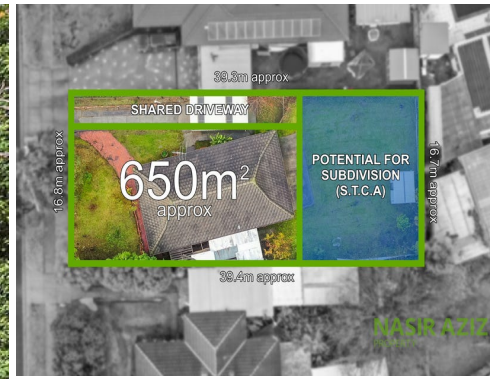 39.3m approx
SHARED DRIVEWAY
16.8m approx
650m²
approx
POTENTIAL FOR
SUBDIVISION
(S.T.C.A)
16.7m approx
39.4m approx
NASIR AZIZ